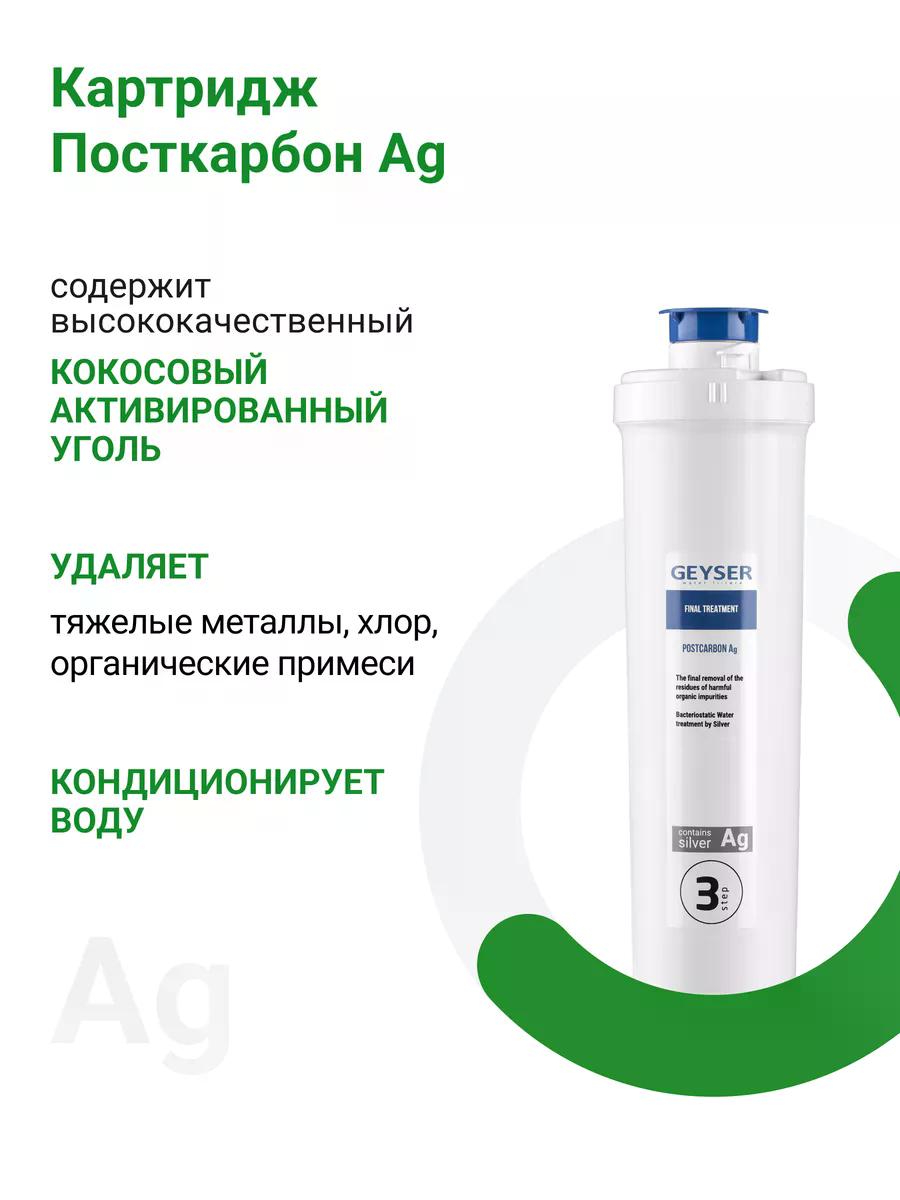 Картридж
Посткарбон Ag
содержит
высококачественный
КОКОСОВЫЙ
АКТИВИРОВАННЫЙ
УГОЛЬ
УДАЛЯЕТ
тяжелые металлы, хлор,
органические примеси
КОНДИЦИОНИРУЕТ
ВОДУ
Ag
GEYSER
water filters
FINAL TREATMENT
POSTCARBON Ag
The final removal of the
residues of harmful
organic impurities
Bacteriostatic Water
treatment by Silver
contains
silver Ag
3 step